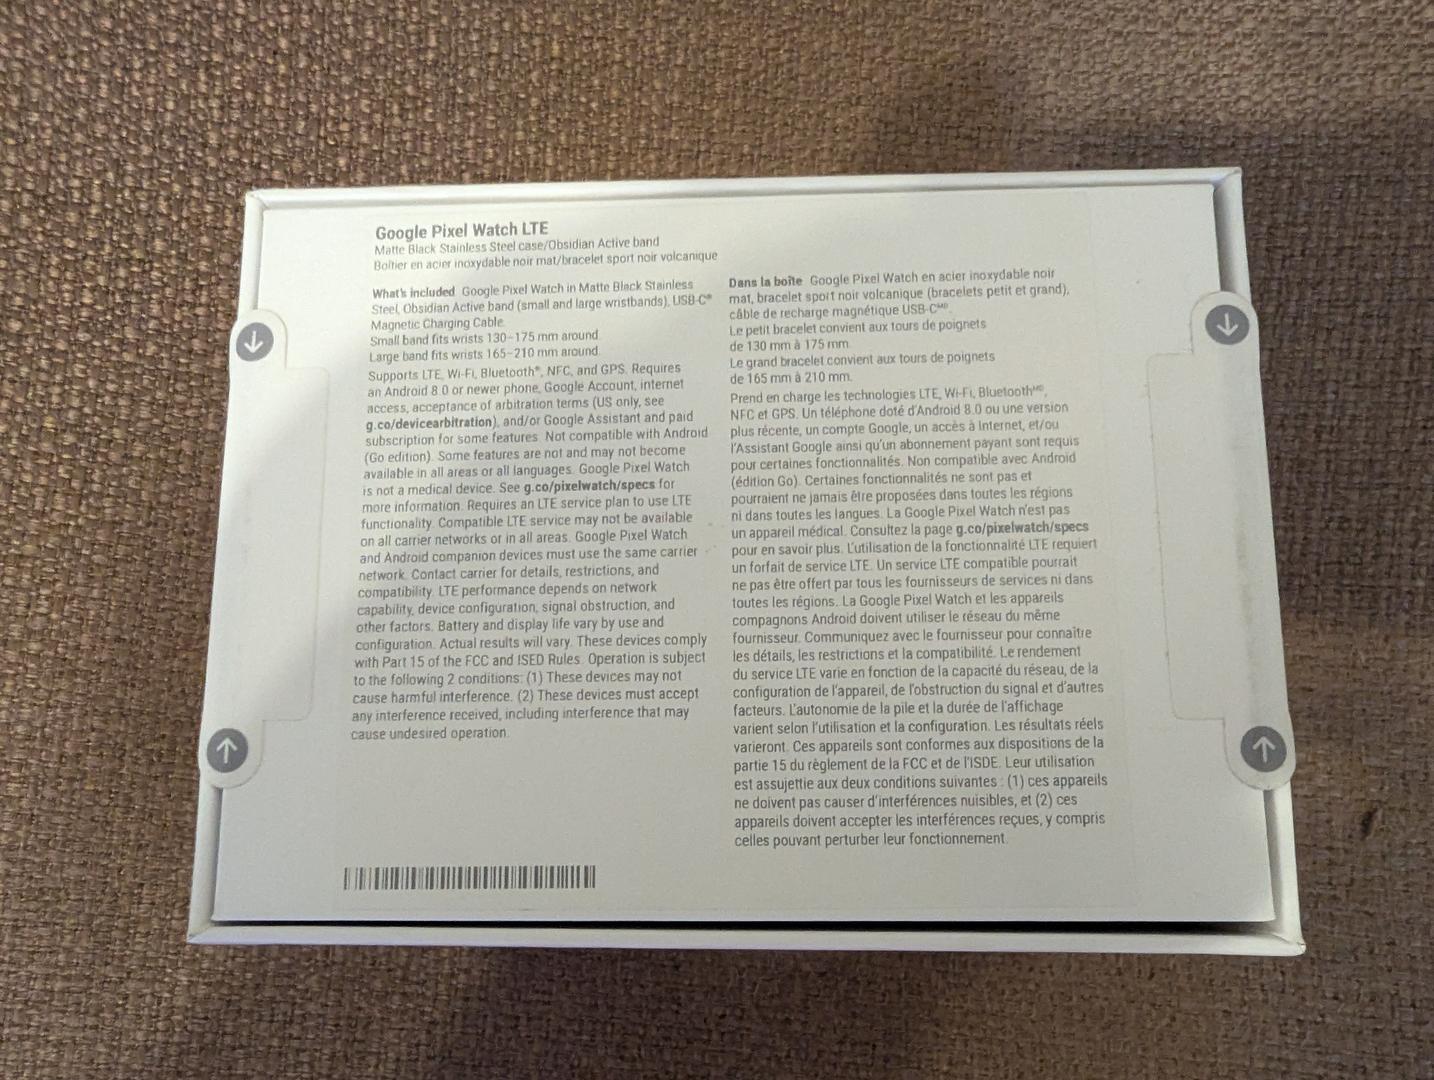 Google Pixel Watch LTE
Matte Black Stainless Steel case/Obsidian Active band
Boîtier en acier inoxydable noir mat/bracelet sport noir volcanique
What's included Google Pixel Watch in Matte Black Stainless
Steel, Obsidian Active band (small and large wristbands), USB-C®
Magnetic Charging Cable.
Small band fits wrists 130–175 mm around.
Large band fits wrists 165–210 mm around.
Supports LTE, Wi-Fi, Bluetooth®, NFC, and GPS. Requires
an Android 8.0 or newer phone, Google Account, internet
access, acceptance of arbitration terms (US only, see
g.co/devicearbitration), and/or Google Assistant and paid
subscription for some features. Not compatible with Android
(Go edition). Some features are not and may not become
available in all areas or all languages. Google Pixel Watch
is not a medical device. See g.co/pixelwatch/specs for
more information. Requires an LTE service plan to use LTE
functionality. Compatible LTE service may not be available
on all carrier networks or in all areas. Google Pixel Watch
and Android companion devices must use the same carrier
network. Contact carrier for details, restrictions, and
compatibility. LTE performance depends on network
capability, device configuration, signal obstruction, and
other factors. Battery and display life vary by use and
configuration. Actual results will vary. These devices comply
with Part 15 of the FCC and ISED Rules. Operation is subject
to the following 2 conditions: (1) These devices may not
cause harmful interference. (2) These devices must accept
any interference received, including interference that may
cause undesired operation.
Dans la boîte Google Pixel Watch en acier inoxydable noir
mat, bracelet sport noir volcanique (bracelets petit et grand),
câble de recharge magnétique USB-Cᴹᴰ.
Le petit bracelet convient aux tours de poignets
de 130 mm à 175 mm.
Le grand bracelet convient aux tours de poignets
de 165 mm à 210 mm.
Prend en charge les technologies LTE, Wi-Fi, Bluetoothᴹᴰ,
NFC et GPS. Un téléphone doté d'Android 8.0 ou une version
plus récente, un compte Google, un accès à Internet, et/ou
l'Assistant Google ainsi qu'un abonnement payant sont requis
pour certaines fonctionnalités. Non compatible avec Android
(édition Go). Certaines fonctionnalités ne sont pas et
pourraient ne jamais être proposées dans toutes les régions
ni dans toutes les langues. La Google Pixel Watch n'est pas
un appareil médical. Consultez la page g.co/pixelwatch/specs
pour en savoir plus. L'utilisation de la fonctionnalité LTE requiert
un forfait de service LTE. Un service LTE compatible pourrait
ne pas être offert par tous les fournisseurs de services ni dans
toutes les régions. La Google Pixel Watch et les appareils
compagnons Android doivent utiliser le réseau du même
fournisseur. Communiquez avec le fournisseur pour connaître
les détails, les restrictions et la compatibilité. Le rendement
du service LTE varie en fonction de la capacité du réseau, de la
configuration de l'appareil, de l'obstruction du signal et d'autres
facteurs. L'autonomie de la pile et la durée de l'affichage
varient selon l'utilisation et la configuration. Les résultats réels
varieront. Ces appareils sont conformes aux dispositions de la
partie 15 du règlement de la FCC et de l'ISDE. Leur utilisation
est assujettie aux deux conditions suivantes : (1) ces appareils
ne doivent pas causer d'interférences nuisibles, et (2) ces
appareils doivent accepter les interférences reçues, y compris
celles pouvant perturber leur fonctionnement.